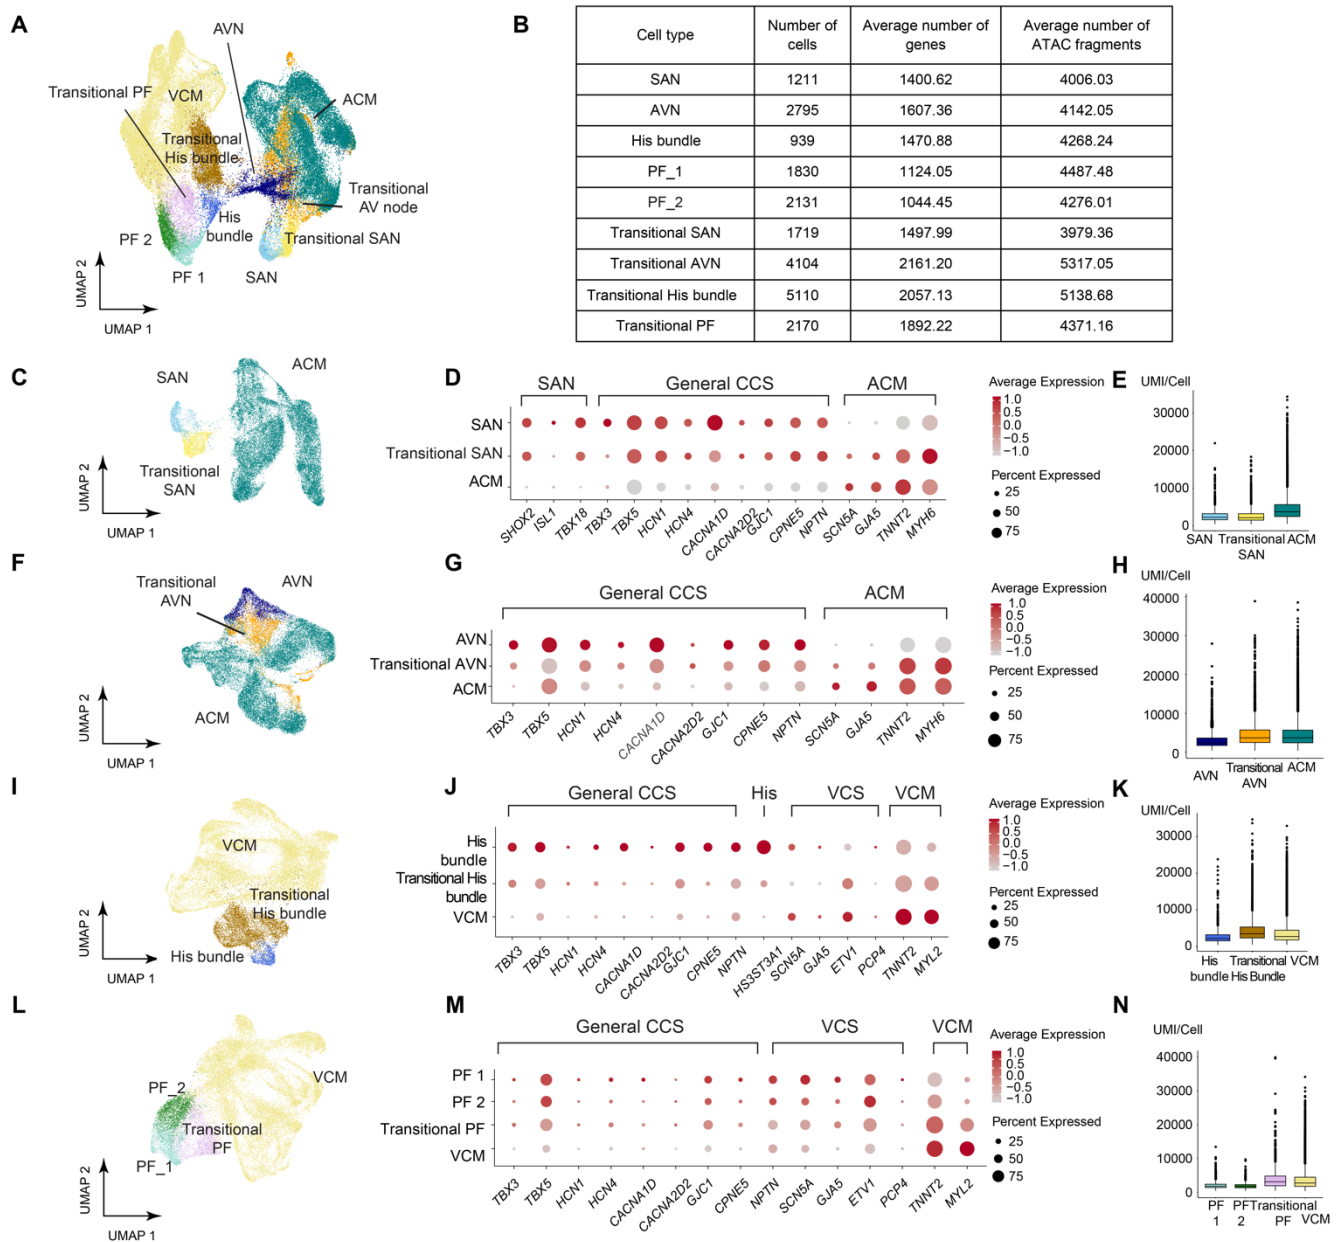 A
AVN
Transitional PF
VCM
ACM
Transitional
His bundle
Transitional
AV node
His
bundle
Transitional SAN
PF 2
PF 1
SAN
UMAP 2
UMAP 1
B
Cell type Number of cells Average number of genes Average number of ATAC fragments
SAN 1211 1400.62 4006.03
AVN 2795 1607.36 4142.05
His bundle 939 1470.88 4268.24
PF_1 1830 1124.05 4487.48
PF_2 2131 1044.45 4276.01
Transitional SAN 1719 1497.99 3979.36
Transitional AVN 4104 2161.20 5317.05
Transitional His bundle 5110 2057.13 5138.68
Transitional PF 2170 1892.22 4371.16
C
SAN
ACM
Transitional
SAN
UMAP 2
UMAP 1
D
SAN General CCS ACM
SAN
Transitional SAN
ACM
SHOX2 ISL1 TBX18 TBX3 TBX5 HCN1 HCN4 CACNA1D CACNA2D2 GJC1 CPNE5 NPTN SCN5A GJA5 TNNT2 MYH6
Average Expression
1.0
0.5
0.0
−0.5
−1.0
Percent Expressed
25
50
75
E
UMI/Cell
30000
20000
10000
0
SAN Transitional ACM
SAN
F
Transitional
AVN
AVN
ACM
UMAP 2
UMAP 1
G
General CCS ACM
AVN
Transitional AVN
ACM
TBX3 TBX5 HCN1 HCN4 CACNA1D CACNA2D2 GJC1 CPNE5 NPTN SCN5A GJA5 TNNT2 MYH6
Average Expression
1.0
0.5
0.0
−0.5
−1.0
Percent Expressed
25
50
75
H
UMI/Cell
40000
30000
20000
10000
0
AVN Transitional ACM
AVN
I
VCM
Transitional
His bundle
His bundle
UMAP 2
UMAP 1
J
General CCS His VCS VCM
His
bundle
Transitional His
bundle
VCM
TBX3 TBX5 HCN1 HCN4 CACNA1D CACNA2D2 GJC1 CPNE5 NPTN HS3ST3A1 SCN5A GJA5 ETV1 PCP4 TNNT2 MYL2
Average Expression
1.0
0.5
0.0
−0.5
−1.0
Percent Expressed
25
50
75
K
UMI/Cell
30000
20000
10000
0
His Transitional VCM
bundle His Bundle
L
PF_2
VCM
Transitional
PF
PF_1
UMAP 2
UMAP 1
M
General CCS VCS VCM
PF 1
PF 2
Transitional PF
VCM
TBX3 TBX5 HCN1 HCN4 CACNA1D CACNA2D2 GJC1 CPNE5 NPTN SCN5A GJA5 ETV1 PCP4 TNNT2 MYL2
Average Expression
1.0
0.5
0.0
−0.5
−1.0
Percent Expressed
25
50
75
N
UMI/Cell
40000
30000
20000
10000
0
PF PF Transitional
1 2 PF VCM